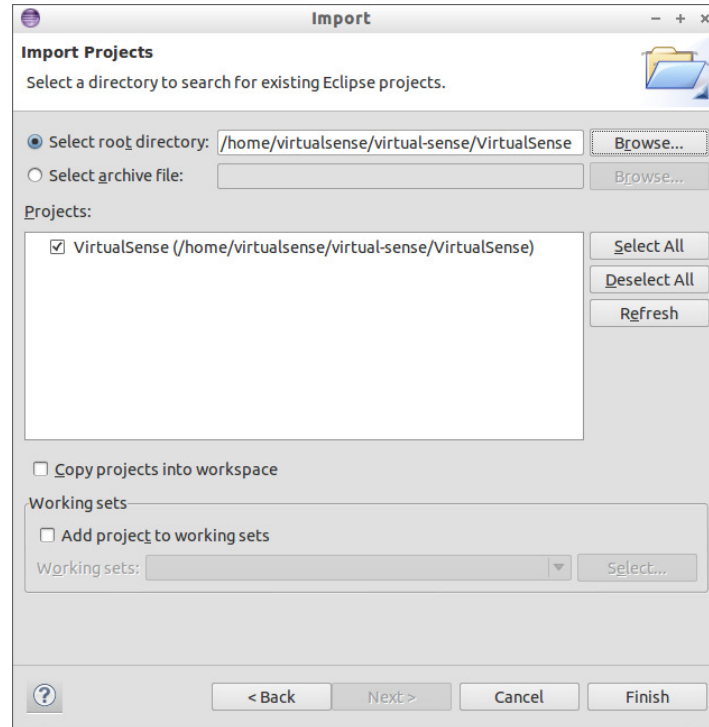 Import
Import Projects
Select a directory to search for existing Eclipse projects.
Select root directory: /home/virtualsense/virtual-sense/VirtualSense Browse...
Select archive file: Browse...
Projects:
VirtualSense (/home/virtualsense/virtual-sense/VirtualSense) Select All
Deselect All
Refresh
Copy projects into workspace
Working sets
Add project to working sets
Working sets: Select...
? < Back Next > Cancel Finish